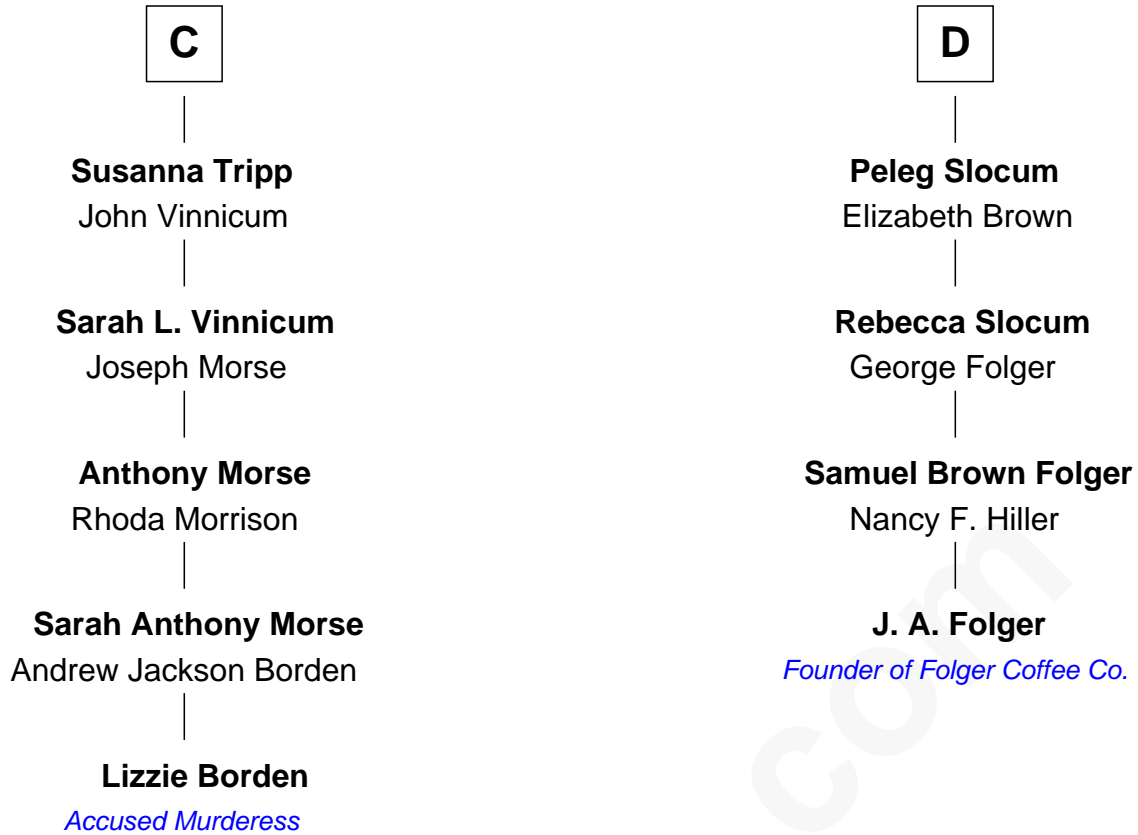 C
Susanna Tripp
John Vinnicum
Sarah L. Vinnicum
Joseph Morse
Anthony Morse
Rhoda Morrison
Sarah Anthony Morse
Andrew Jackson Borden
Lizzie Borden
Accused Murderess
D
Peleg Slocum
Elizabeth Brown
Rebecca Slocum
George Folger
Samuel Brown Folger
Nancy F. Hiller
J. A. Folger
Founder of Folger Coffee Co.
com